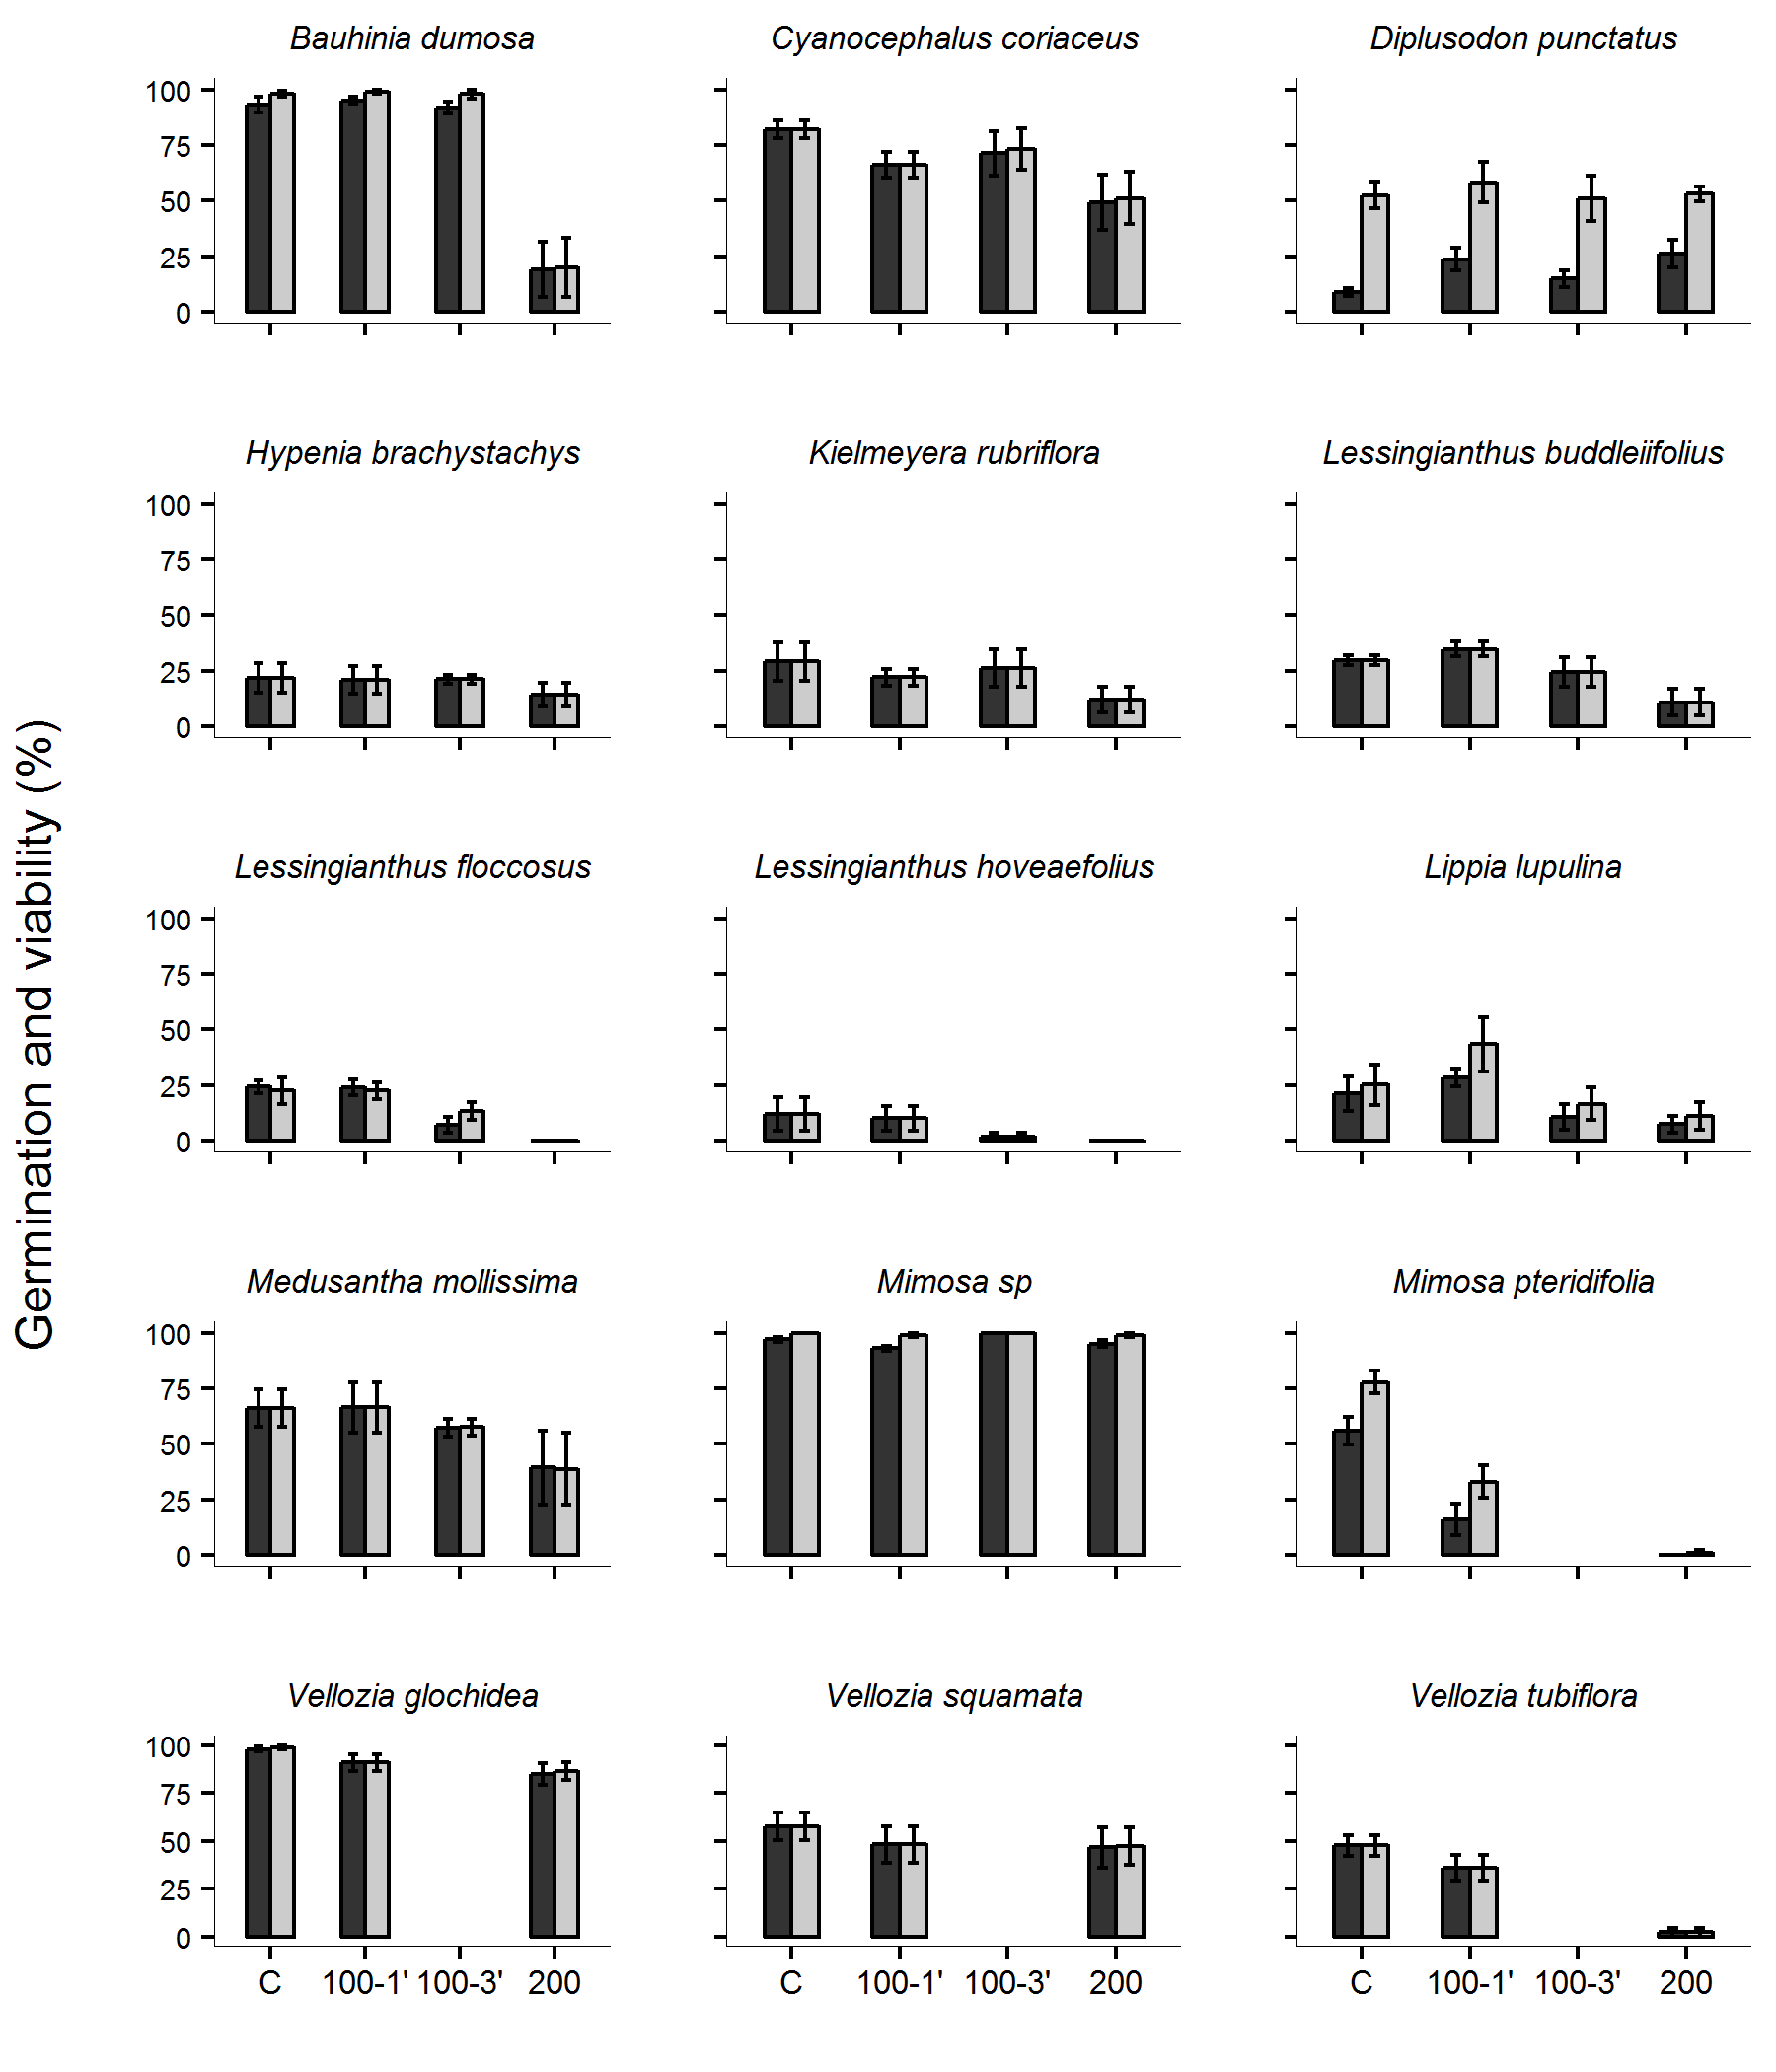 Bauhinia dumosa
Cyanocephalus coriaceus
Diplusodon punctatus
100
75
50
25
0
Hypenia brachystachys
Kielmeyera rubriflora
Lessingianthus buddleiifolius
100
75
50
25
0
Germination and viability (%)
Lessingianthus floccosus
Lessingianthus hoveaefolius
Lippia lupulina
100
75
50
25
0
Medusantha mollissima
Mimosa sp
Mimosa pteridifolia
100
75
50
25
0
Vellozia glochidea
Vellozia squamata
Vellozia tubiflora
100
75
50
25
0
C 100-1' 100-3' 200
C 100-1' 100-3' 200
C 100-1' 100-3' 200